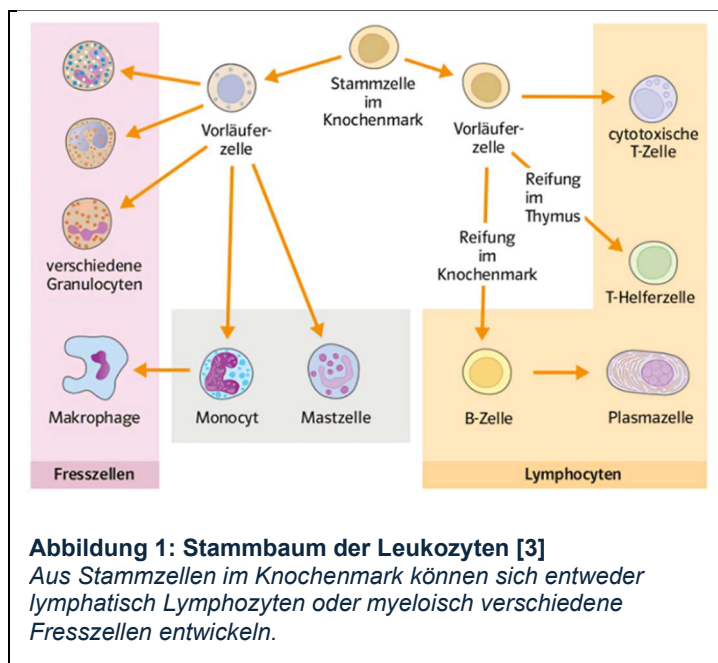 Stammzelle
im
Knochenmark
Vorläufer-
zelle
Vorläufer-
zelle
cytotoxische
T-Zelle
Reifung
im
Thymus
Reifung
im
Knochenmark
verschiedene
Granulocyten
T-Helferzelle
Makrophage
Monocyt
Mastzelle
B-Zelle
Plasmazelle
Fresszellen
Lymphocyten
Abbildung 1: Stammbaum der Leukozyten [3]
Aus Stammzellen im Knochenmark können sich entweder
lymphatisch Lymphozyten oder myeloisch verschiedene
Fresszellen entwickeln.